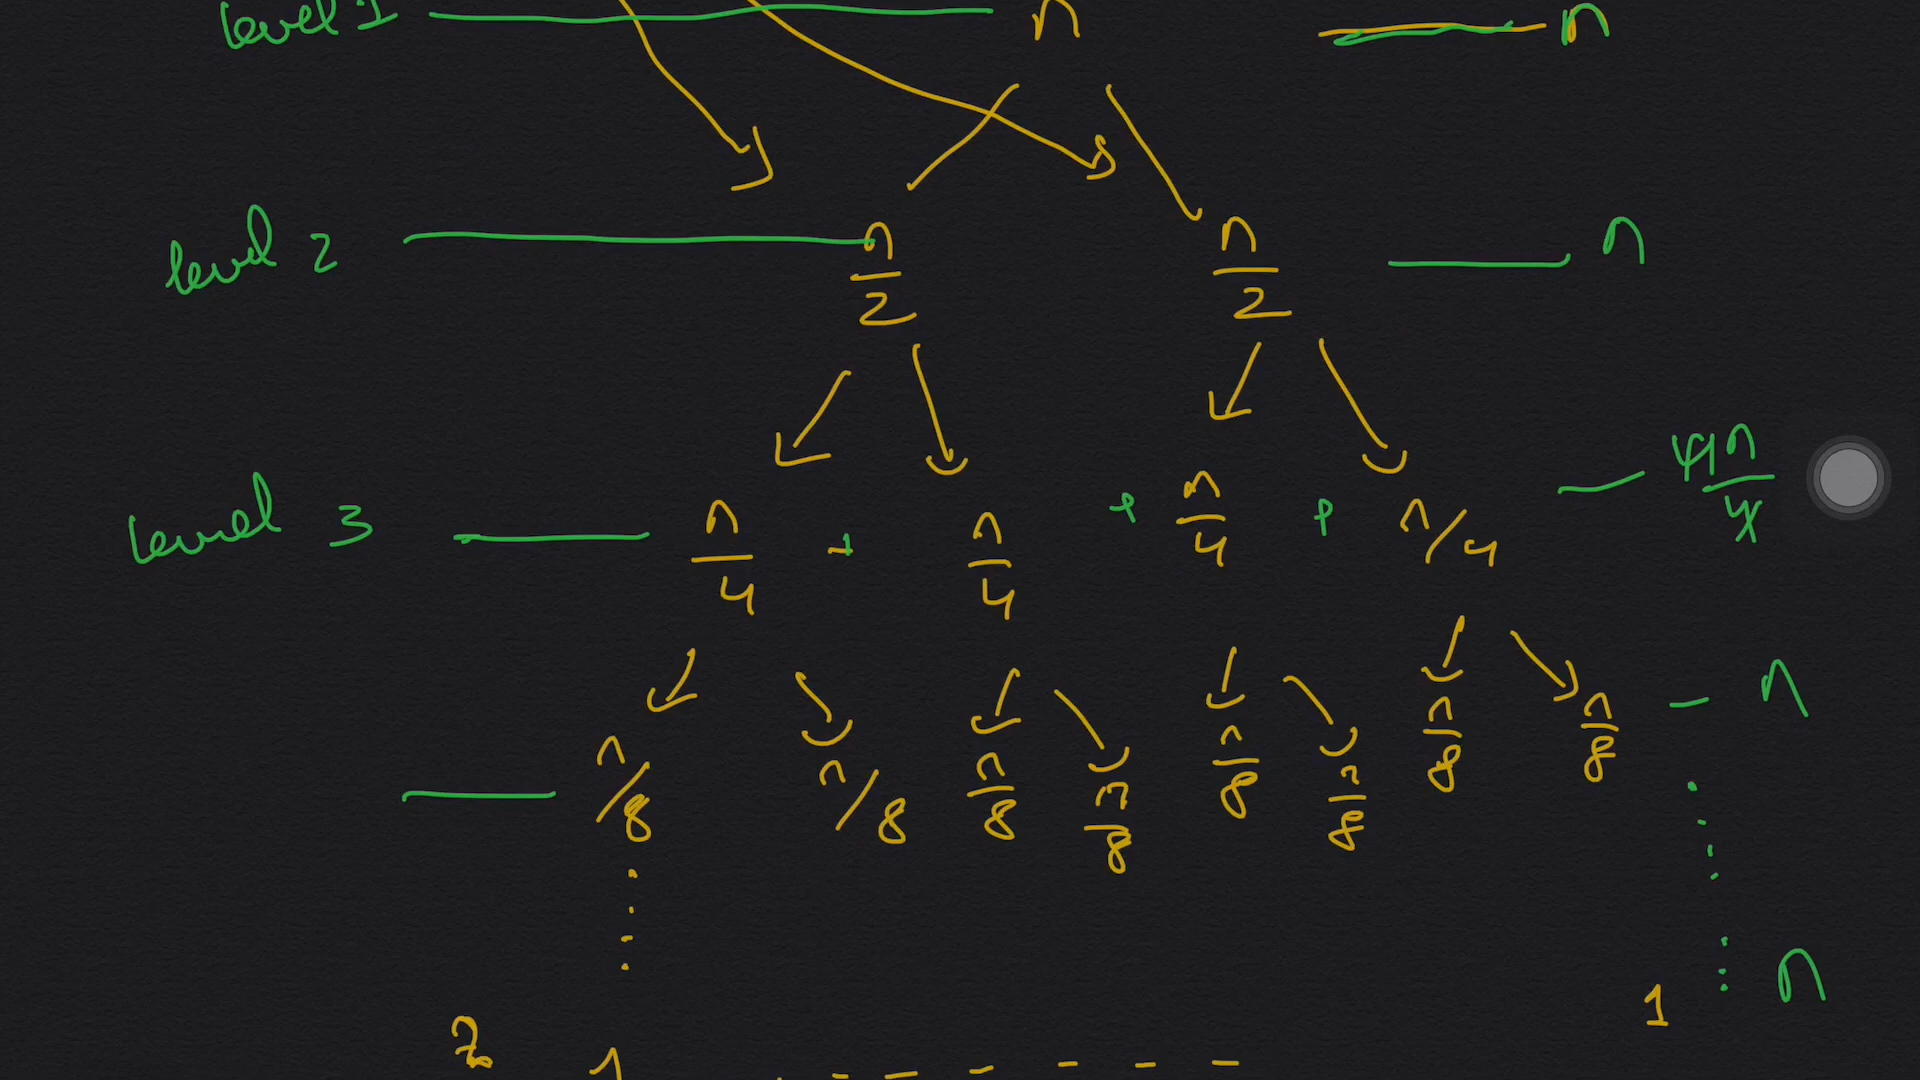 level 1 n n
level 2 n/2 n/2 n
level 3 n/4 + n/4 + n/4 + n/4 4n/4
n/8 n/8 n/8 n/8 n/8 n/8 n/8 n/8 n
n
1
1